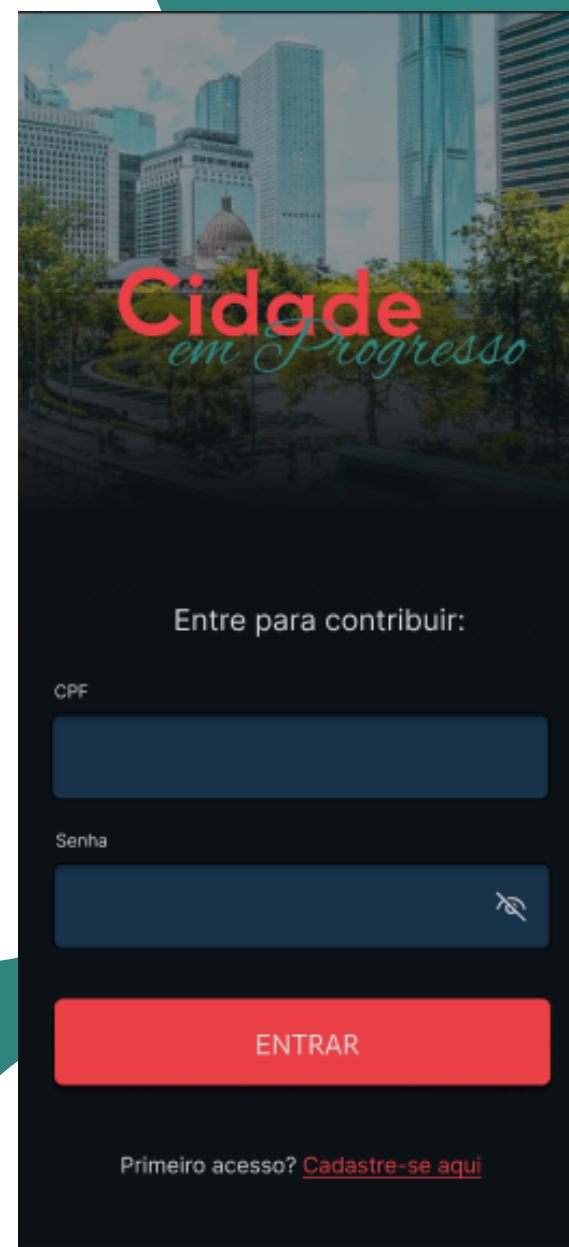 Cidade
em Progresso
Entre para contribuir:
CPF
Senha
ENTRAR
Primeiro acesso? Cadastre-se aqui